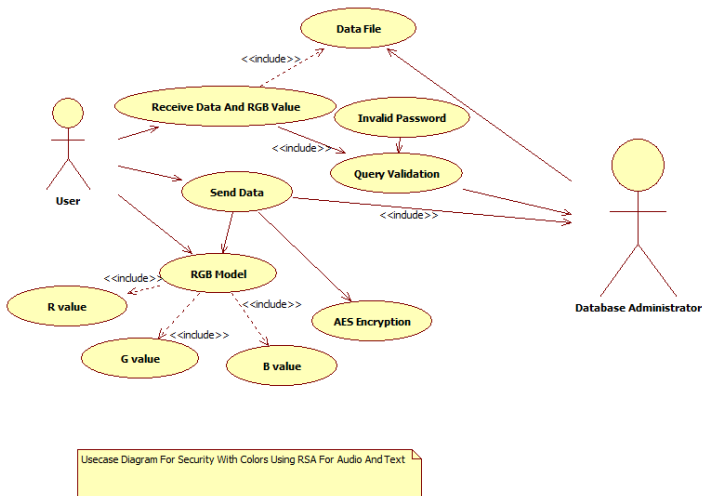 Data File
<<include>>
Receive Data And RGB Value
Invalid Password
<<include>>
Query Validation
User
Send Data
<<include>>
RGB Model
<<include>>
R value
<<include>>
Database Administrator
AES Encryption
<<include>>
G value
B value
Usecase Diagram For Security With Colors Using RSA For Audio And Text